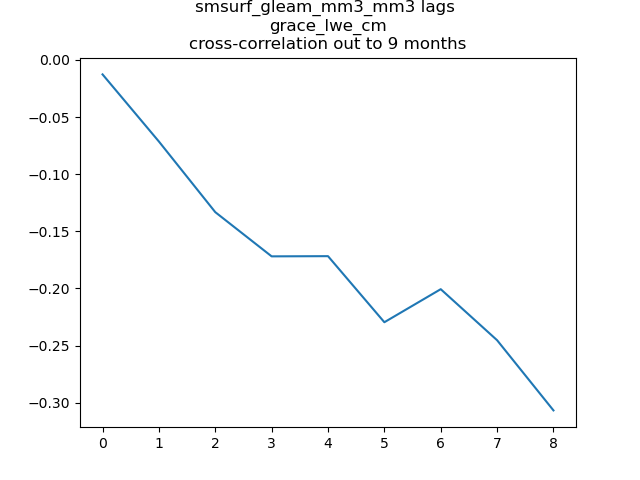 smsurf_gleam_mm3_mm3 lags
grace_lwe_cm
cross-correlation out to 9 months
0.00
−0.05
−0.10
−0.15
−0.20
−0.25
−0.30
0 1 2 3 4 5 6 7 8